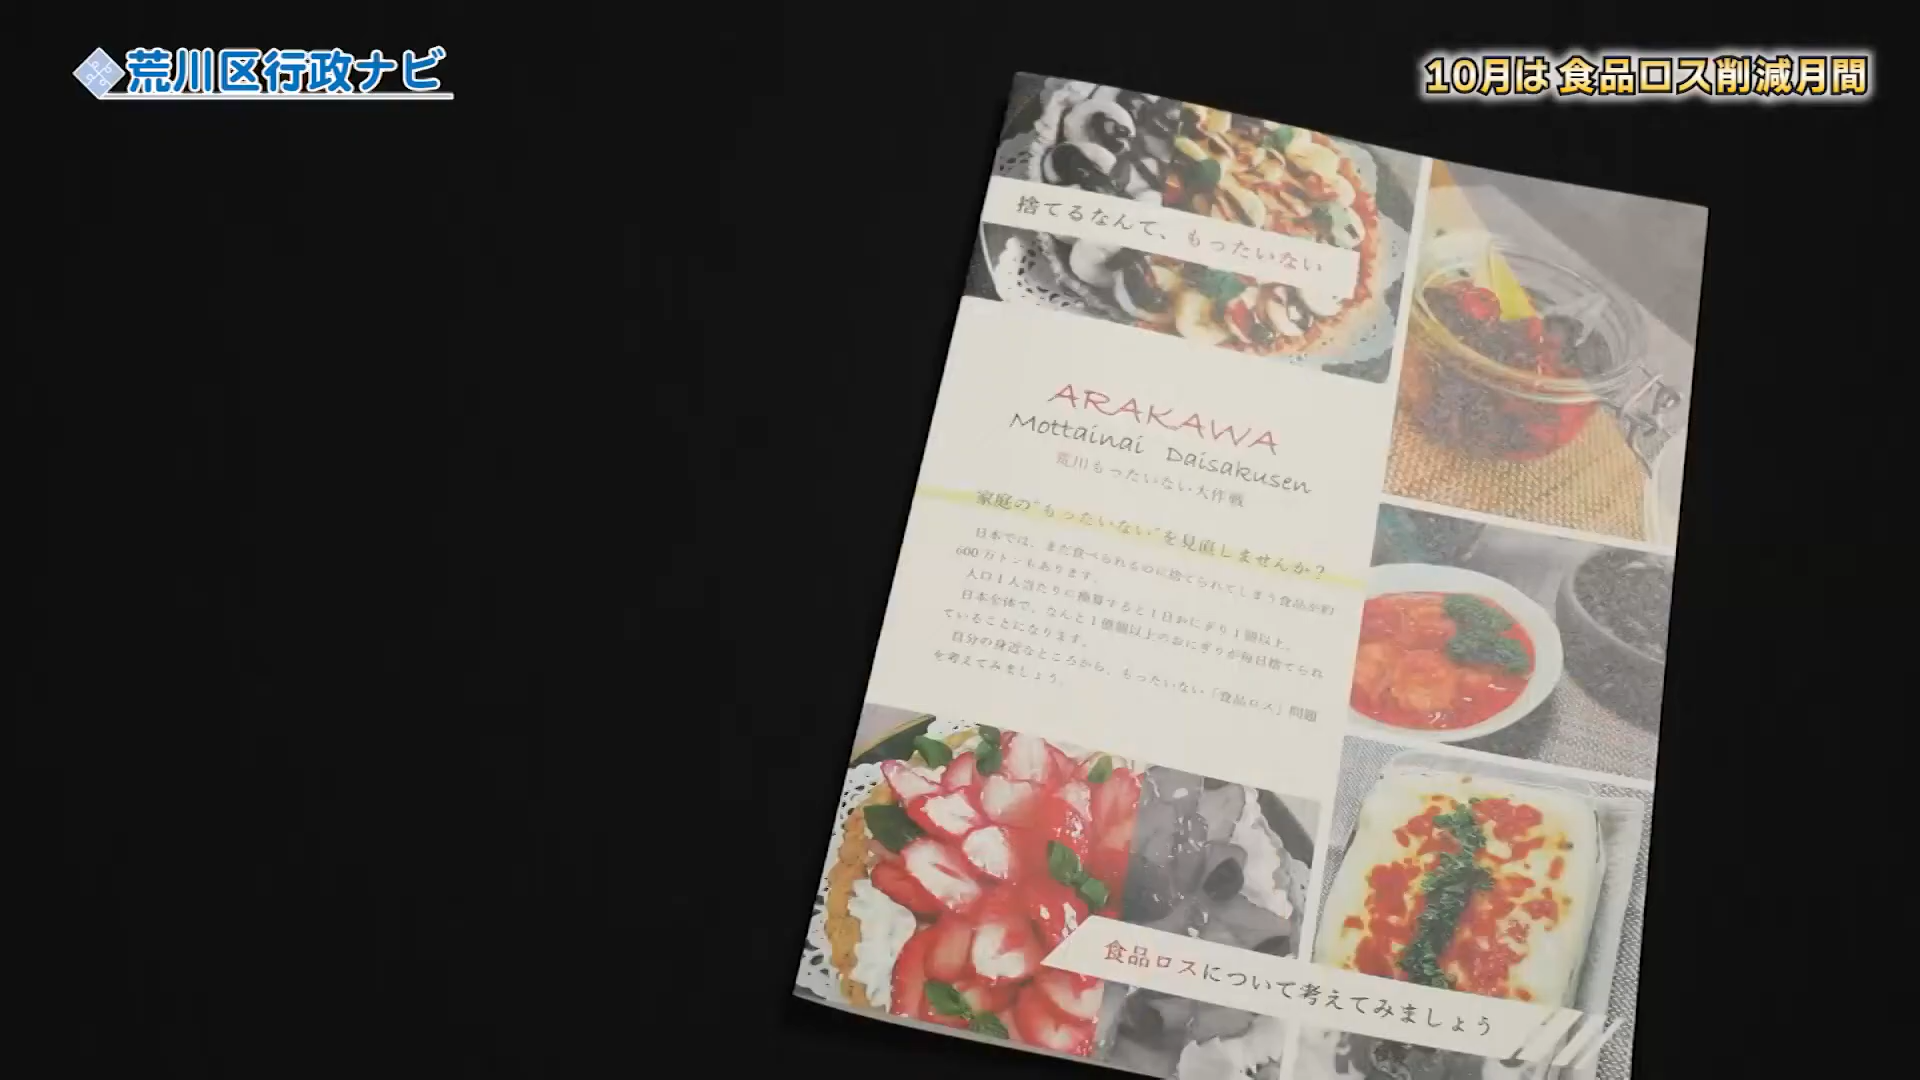 荒川区行政ナビ
10月は食品ロス削減月間
捨てるなんて、もったいない
ARAKAWA
Mottainai Daisakusen
荒川もったいない大作戦
家庭の“もったいない”を見直しませんか？
日本では、まだ食べられるのに捨てられてしまう食品が約
600万トンもあります。
人口1人当たりに換算すると1日おにぎり1個以上。
日本全体で、なんと1億個以上のおにぎりが毎日捨てられ
ていることになります。
自分の身近なところから、もったいない「食品ロス」問題
を考えてみましょう。
食品ロスについて考えてみましょう